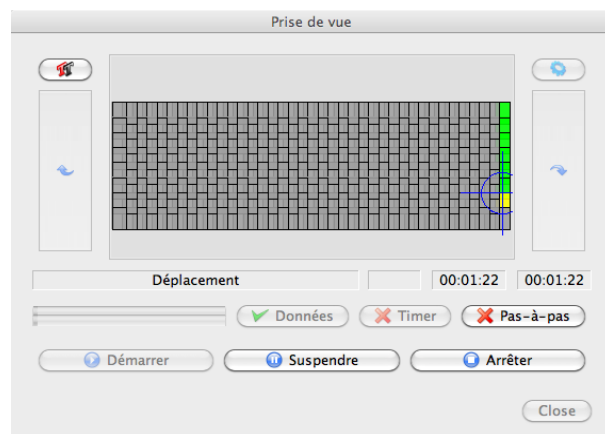 Prise de vue
Déplacement 00:01:22 00:01:22
Données Timer Pas-à-pas
Démarrer Suspendre Arrêter
Close